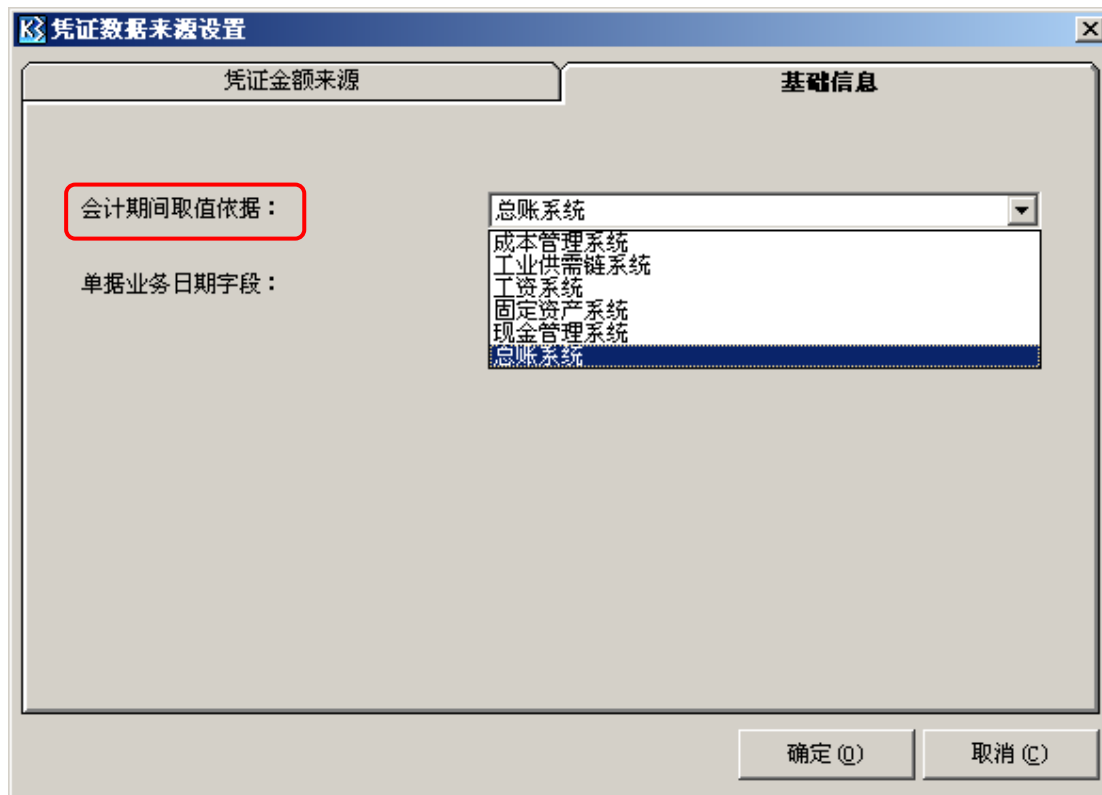 K3 凭证数据来源设置
凭证金额来源
基础信息
会计期间取值依据：
总账系统
成本管理系统
工业供需链系统
工资系统
固定资产系统
现金管理系统
总账系统
单据业务日期字段：
确定(O)
取消(C)